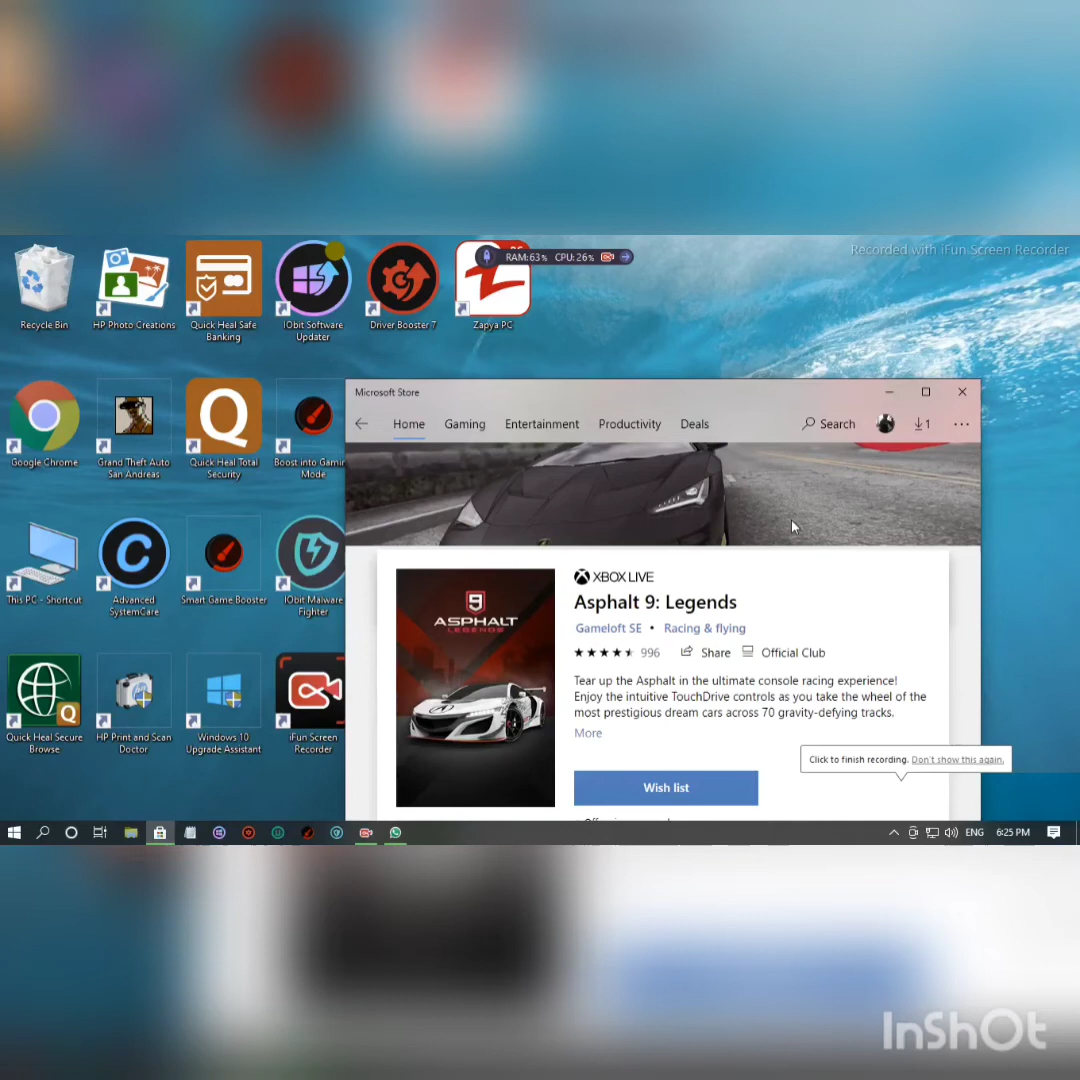 Recorded with iFun Screen Recorder
RAM:63% CPU:26%
Recycle Bin
HP Photo Creations
Quick Heal Safe
Banking
IObit Software
Updater
Driver Booster 7
Zapya PC
Google Chrome
Grand Theft Auto
San Andreas
Quick Heal Total
Security
Boost into Gamin
Mode
This PC - Shortcut
Advanced
SystemCare
Smart Game Booster
IObit Malware
Fighter
Quick Heal Secure
Browse
HP Print and Scan
Doctor
Windows 10
Upgrade Assistant
iFun Screen
Recorder
Microsoft Store
Home Gaming Entertainment Productivity Deals Search 1
XBOX LIVE
Asphalt 9: Legends
Gameloft SE • Racing & flying
996 Share Official Club
Tear up the Asphalt in the ultimate console racing experience!
Enjoy the intuitive TouchDrive controls as you take the wheel of the
most prestigious dream cars across 70 gravity-defying tracks.
More
Wish list
9
ASPHALT
LEGENDS
Click to finish recording. Don't show this again.
ENG 6:25 PM
InShOt